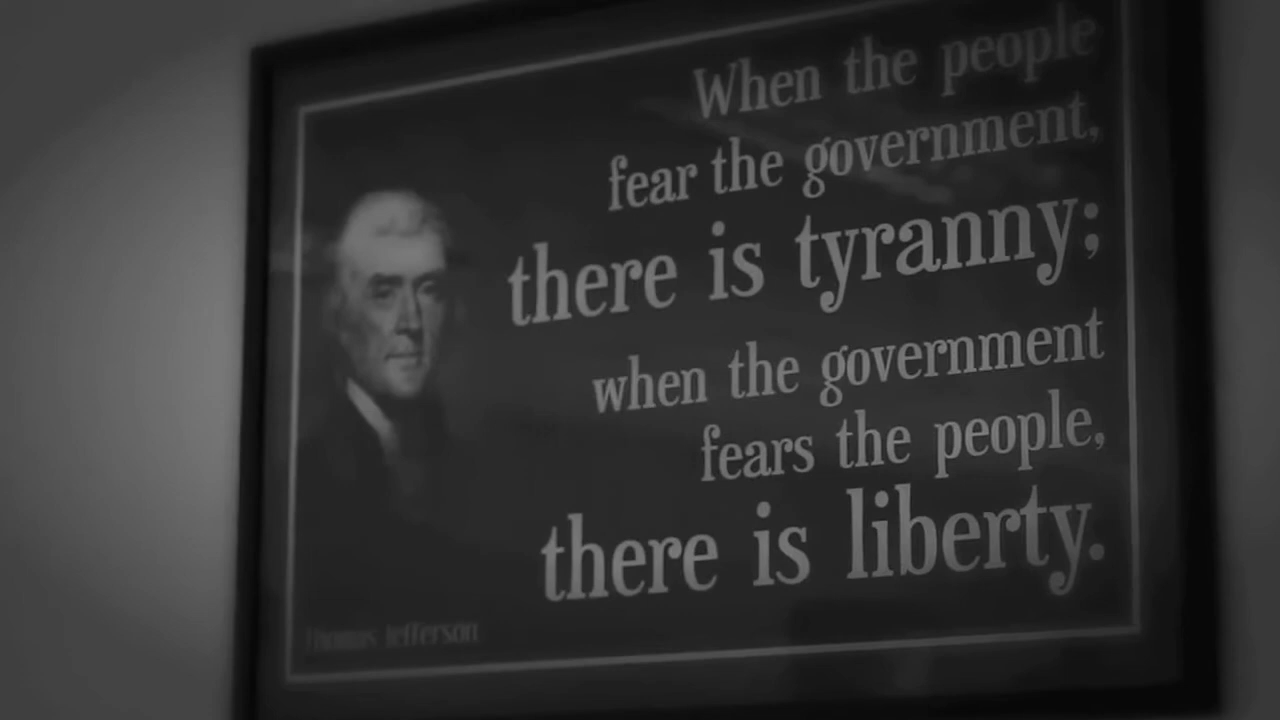 When the people
fear the government,
there is tyranny;
when the government
fears the people,
there is liberty.
Thomas Jefferson